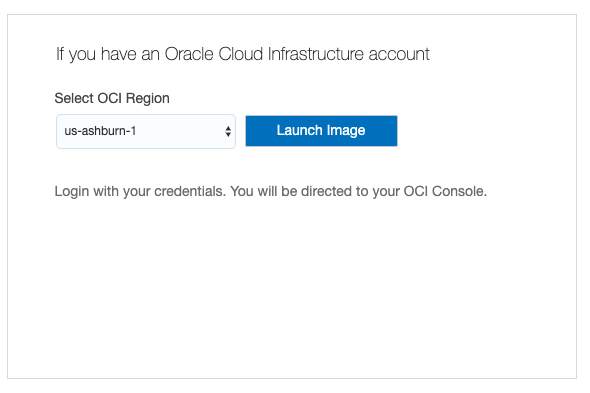 If you have an Oracle Cloud Infrastructure account
Select OCI Region
us-ashburn-1
Launch Image
Login with your credentials. You will be directed to your OCI Console.